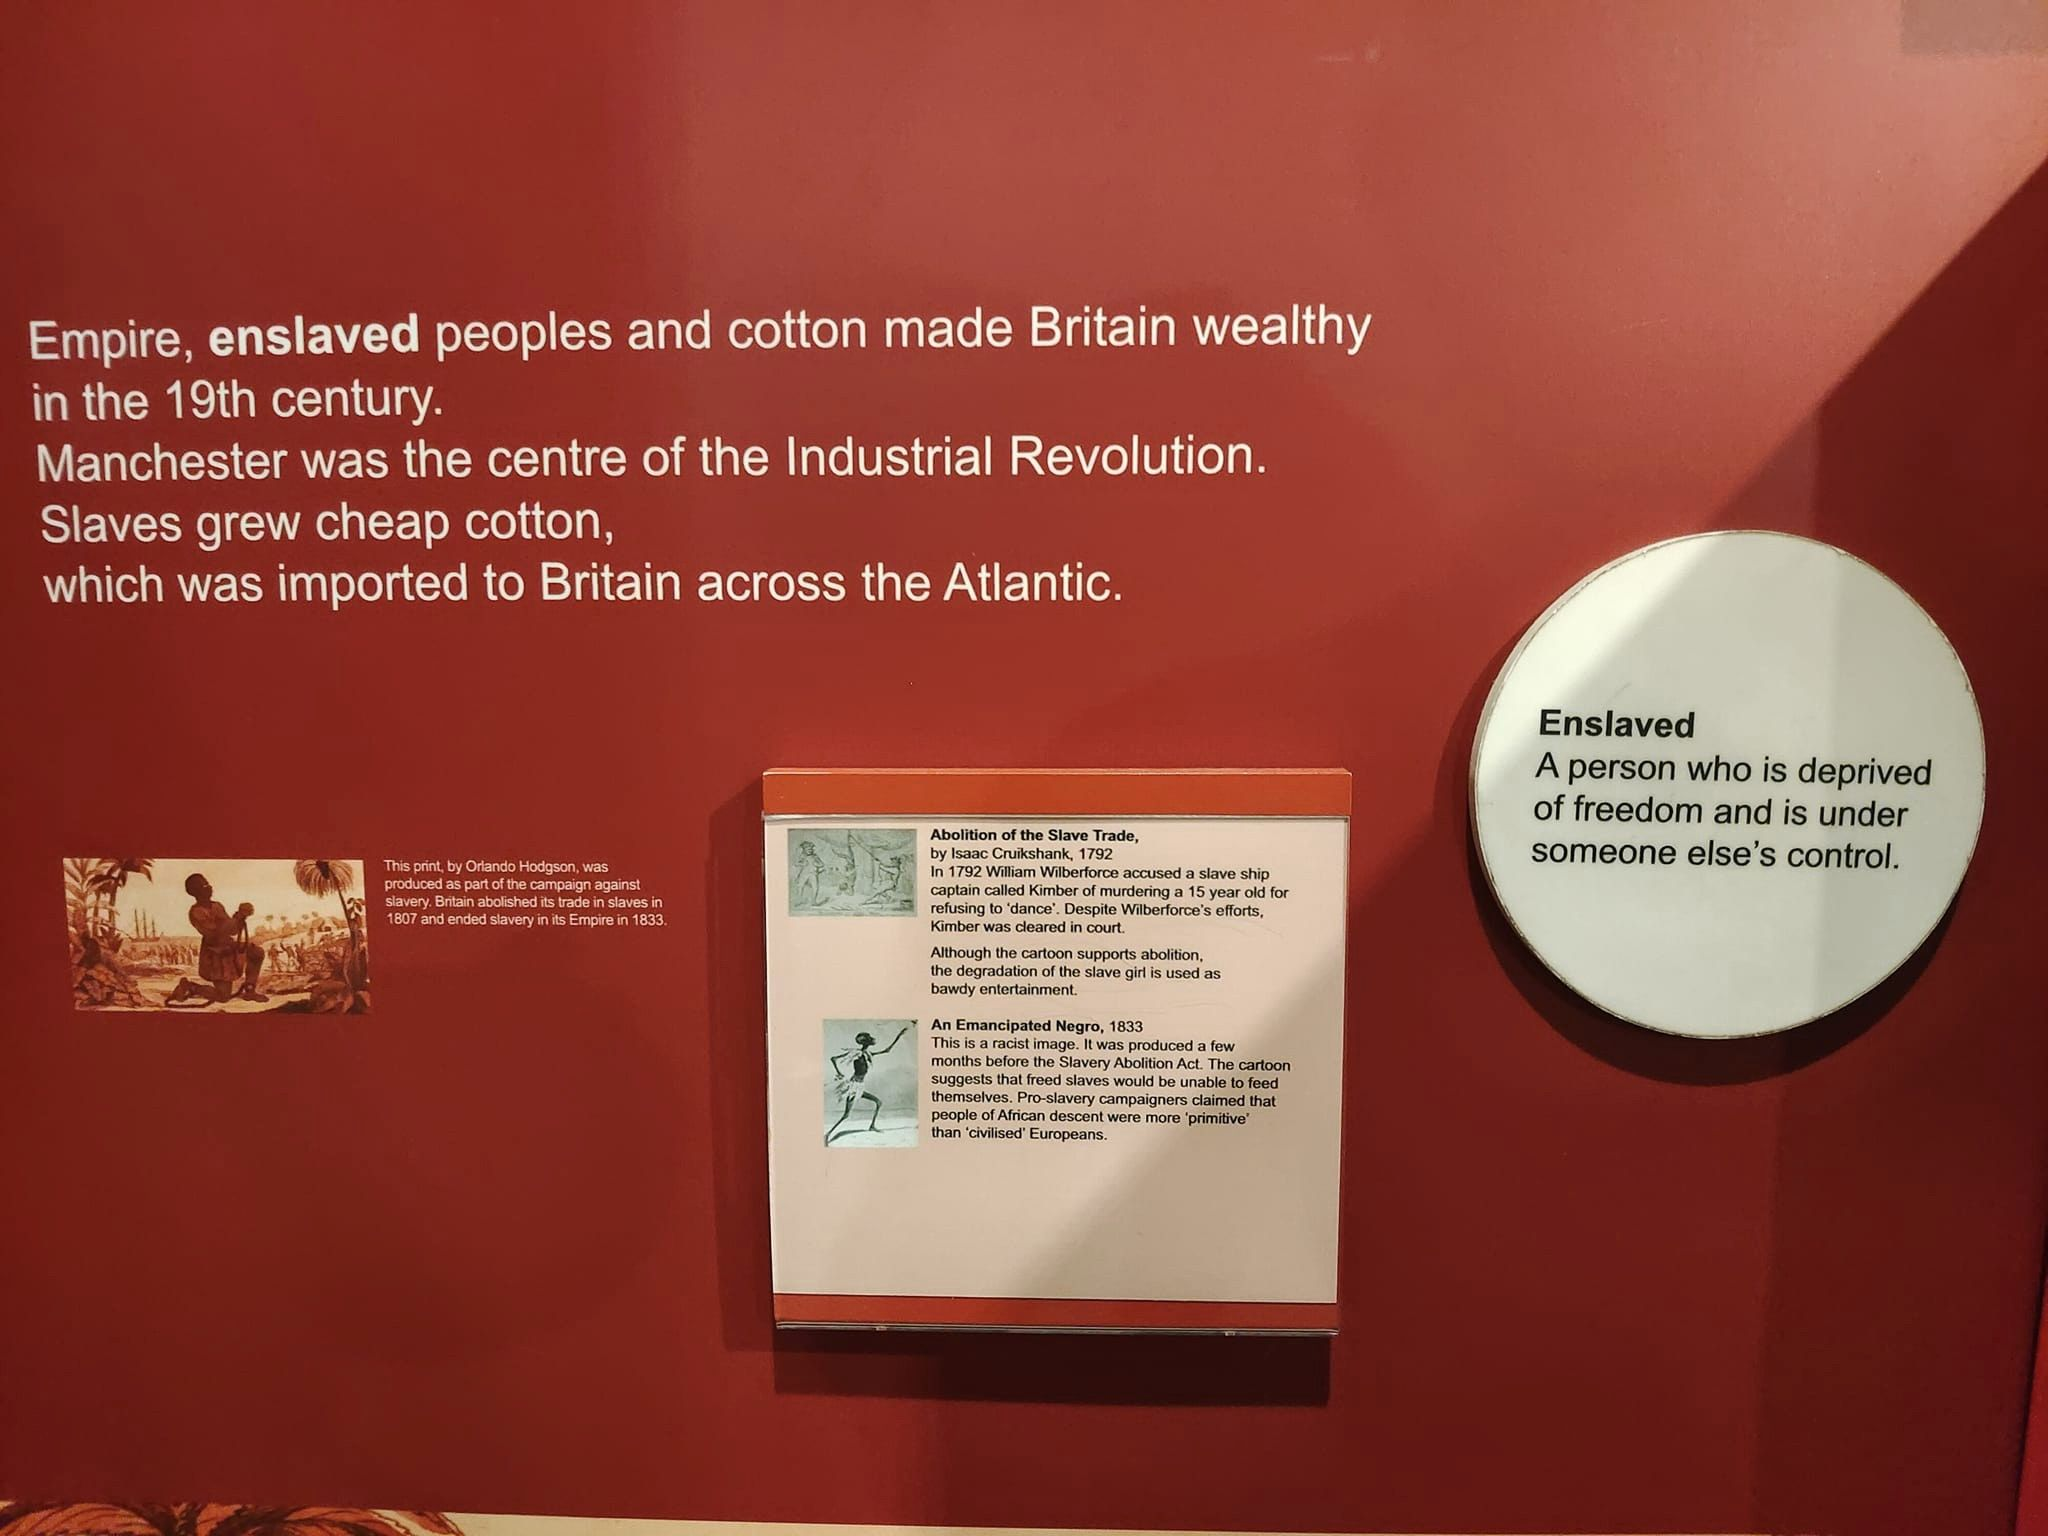 Empire, enslaved peoples and cotton made Britain wealthy
in the 19th century.
Manchester was the centre of the Industrial Revolution.
Slaves grew cheap cotton,
which was imported to Britain across the Atlantic.
This print, by Orlando Hodgson, was
produced as part of the campaign against
slavery. Britain abolished its trade in slaves in
1807 and ended slavery in its Empire in 1833.
Abolition of the Slave Trade,
by Isaac Cruikshank, 1792
In 1792 William Wilberforce accused a slave ship
captain called Kimber of murdering a 15 year old for
refusing to 'dance'. Despite Wilberforce's efforts,
Kimber was cleared in court.
Although the cartoon supports abolition,
the degradation of the slave girl is used as
bawdy entertainment.
An Emancipated Negro, 1833
This is a racist image. It was produced a few
months before the Slavery Abolition Act. The cartoon
suggests that freed slaves would be unable to feed
themselves. Pro-slavery campaigners claimed that
people of African descent were more 'primitive'
than 'civilised' Europeans.
Enslaved
A person who is deprived
of freedom and is under
someone else's control.